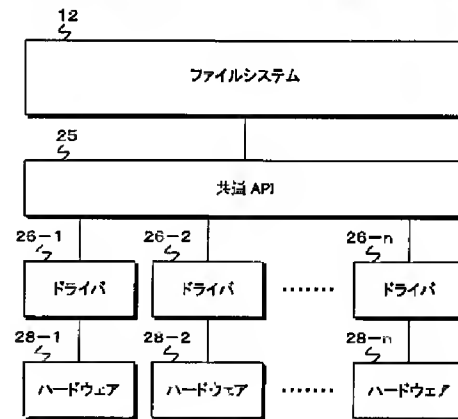 12
ファイルシステム
25
共通 API
26-1 26-2 26-n
ドライバ ドライバ ...... ドライバ
28-1 28-2 28-n
ハードウェア ハードウェア ...... ハードウェア